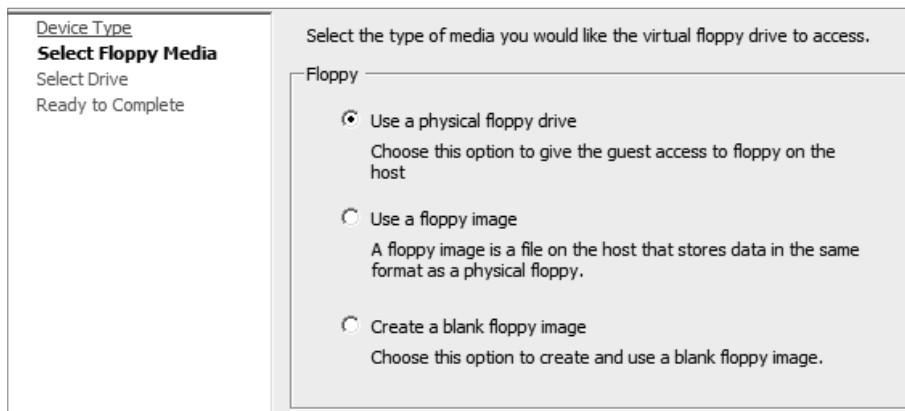 Device Type
Select Floppy Media
Select Drive
Ready to Complete
Select the type of media you would like the virtual floppy drive to access.
Floppy
Use a physical floppy drive
Choose this option to give the guest access to floppy on the
host
Use a floppy image
A floppy image is a file on the host that stores data in the same
format as a physical floppy.
Create a blank floppy image
Choose this option to create and use a blank floppy image.